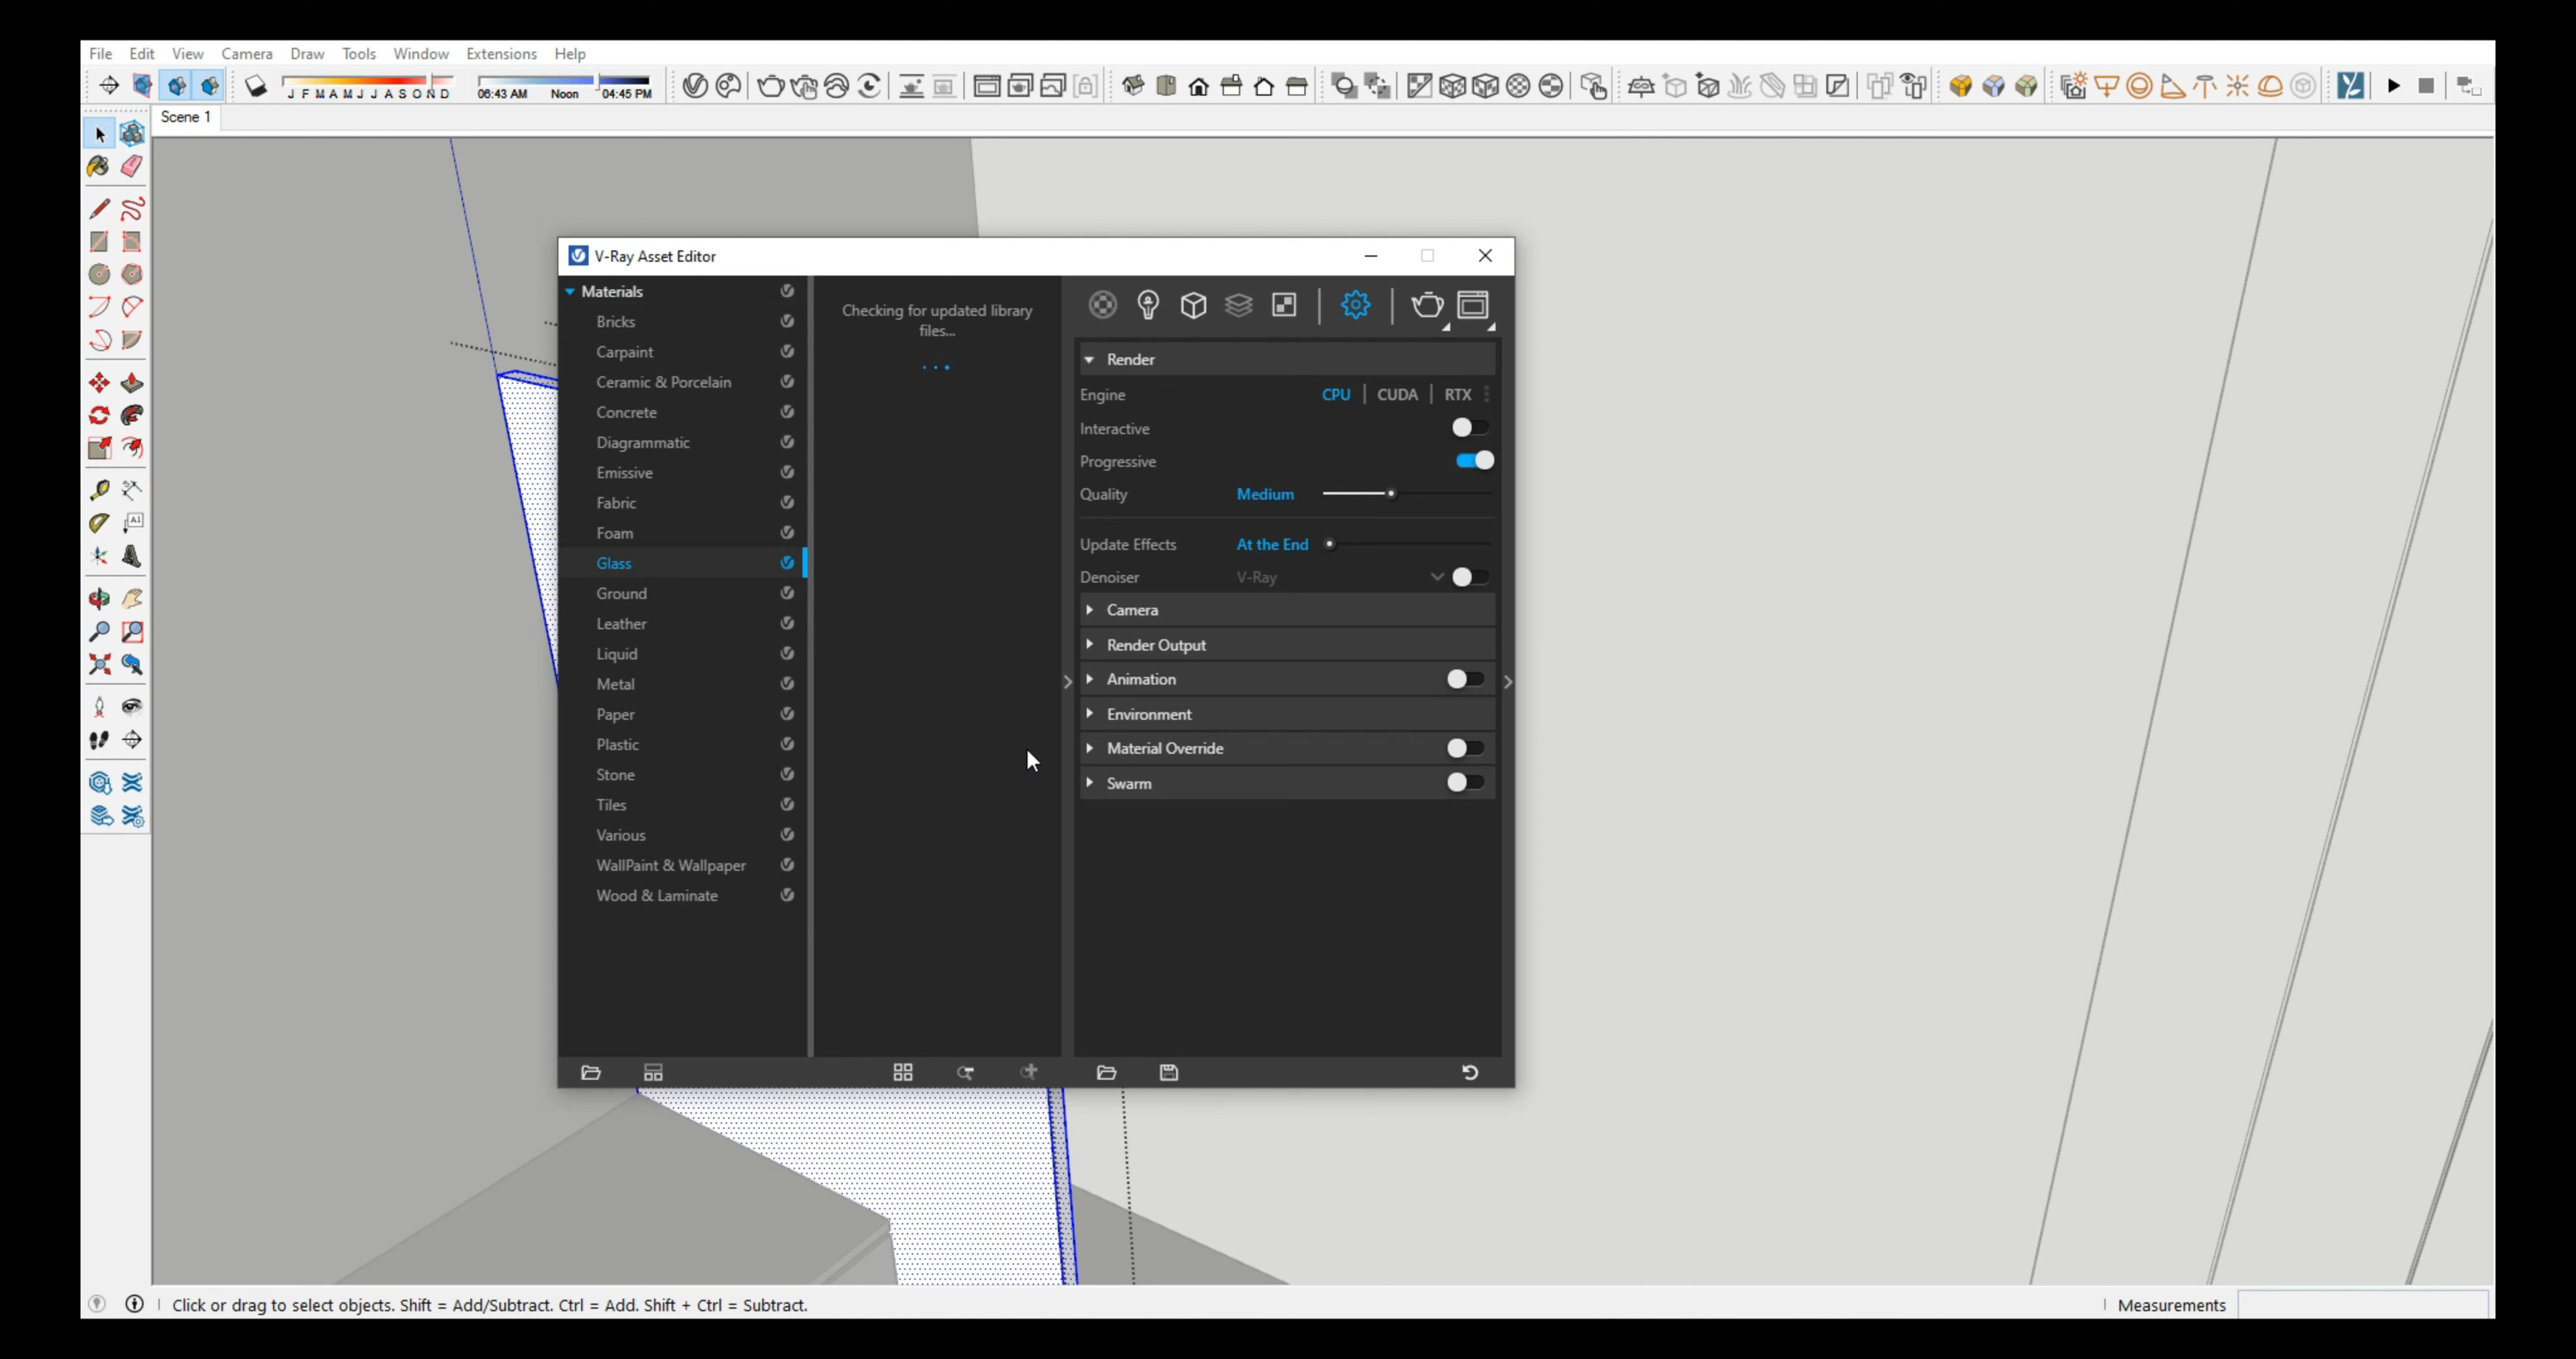 File Edit View Camera Draw Tools Window Extensions Help
J F M A M J J A S O N D 06:43 AM Noon 04:45 PM
Scene 1
V-Ray Asset Editor
Materials
Bricks
Carpaint
Ceramic & Porcelain
Concrete
Diagrammatic
Emissive
Fabric
Foam
Glass
Ground
Leather
Liquid
Metal
Paper
Plastic
Stone
Tiles
Various
WallPaint & Wallpaper
Wood & Laminate
Checking for updated library
files...
Render
Engine CPU | CUDA | RTX
Interactive
Progressive
Quality Medium
Update Effects At the End
Denoiser V-Ray
Camera
Render Output
Animation
Environment
Material Override
Swarm
Click or drag to select objects. Shift = Add/Subtract. Ctrl = Add. Shift + Ctrl = Subtract.
Measurements